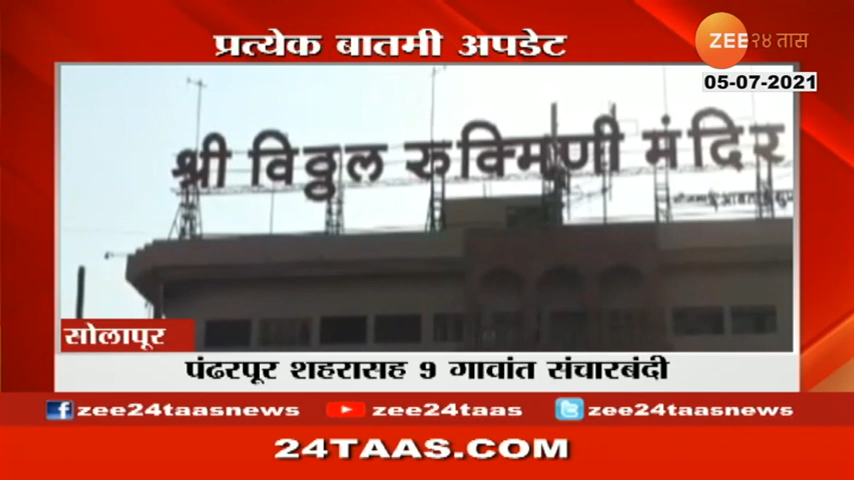 प्रत्येक बातमी अपडेट
ZEE २४ तास
05-07-2021
श्री विठ्ठल रुक्मिणी मंदिर
सोलापूर
पंढरपूर शहरासह 9 गावांत संचारबंदी
zee24taasnews
zee24taas
zee24taasnews
24TAAS.COM